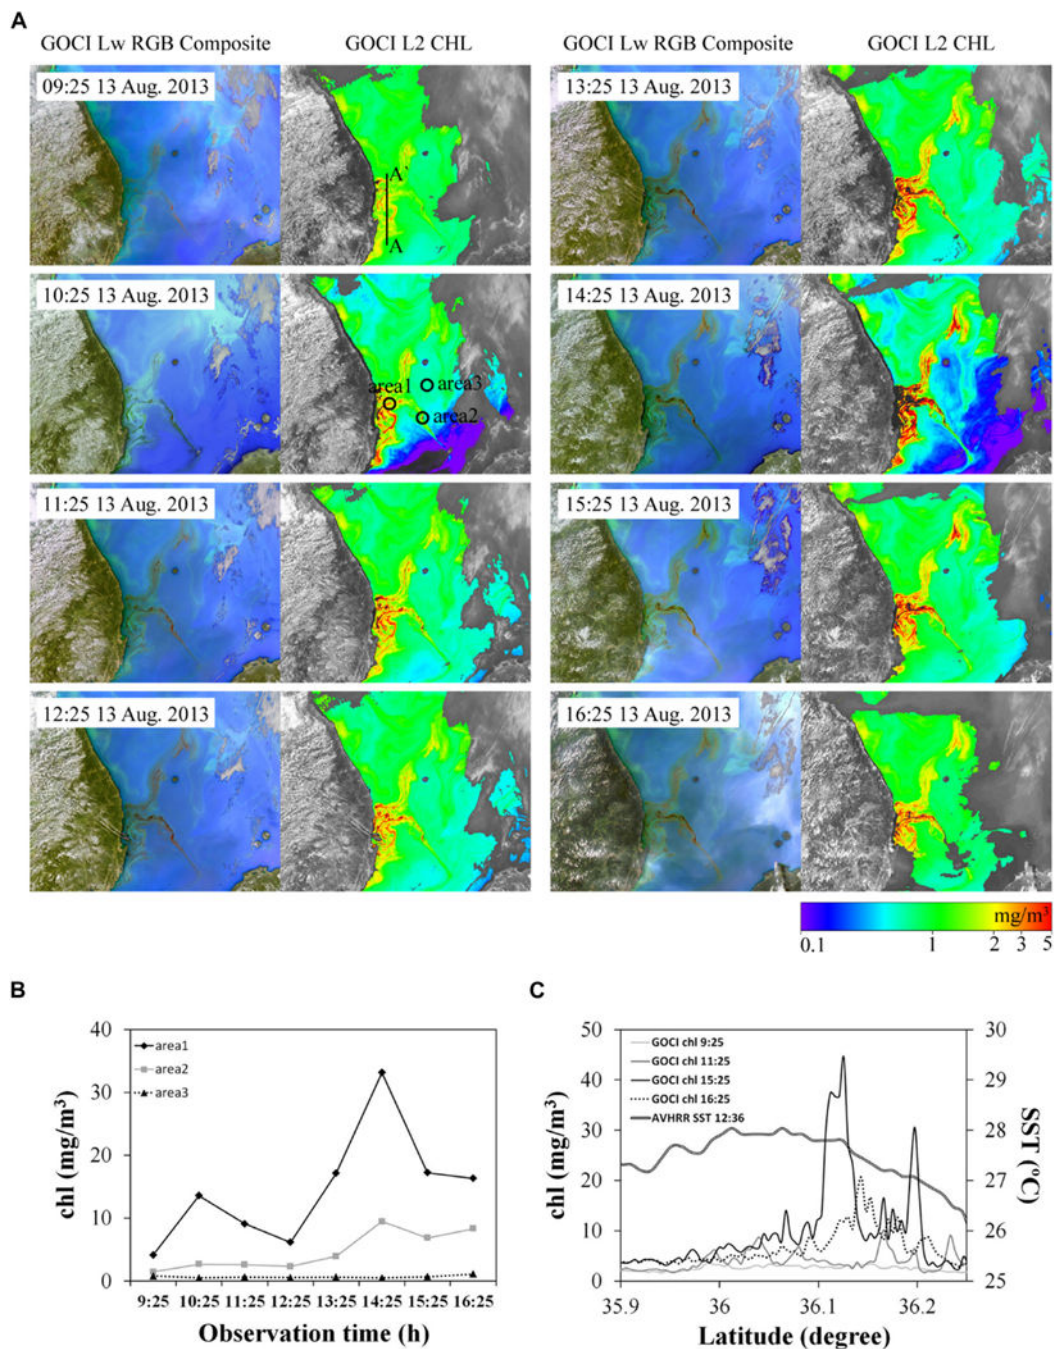 A
GOCI Lw RGB Composite
GOCI L2 CHL
GOCI Lw RGB Composite
GOCI L2 CHL
09:25 13 Aug. 2013
A'
A
13:25 13 Aug. 2013
10:25 13 Aug. 2013
area1
area3
area2
14:25 13 Aug. 2013
11:25 13 Aug. 2013
15:25 13 Aug. 2013
12:25 13 Aug. 2013
16:25 13 Aug. 2013
mg/m³
0.1 1 2 3 5
B
40
30
20
10
0
chl (mg/m³)
area1
area2
area3
9:25 10:25 11:25 12:25 13:25 14:25 15:25 16:25
Observation time (h)
C
50
40
30
20
10
0
chl (mg/m³)
GOCI chl 9:25
GOCI chl 11:25
GOCI chl 15:25
GOCI chl 16:25
AVHRR SST 12:36
30
29
28
27
26
25
SST (°C)
35.9 36 36.1 36.2
Latitude (degree)